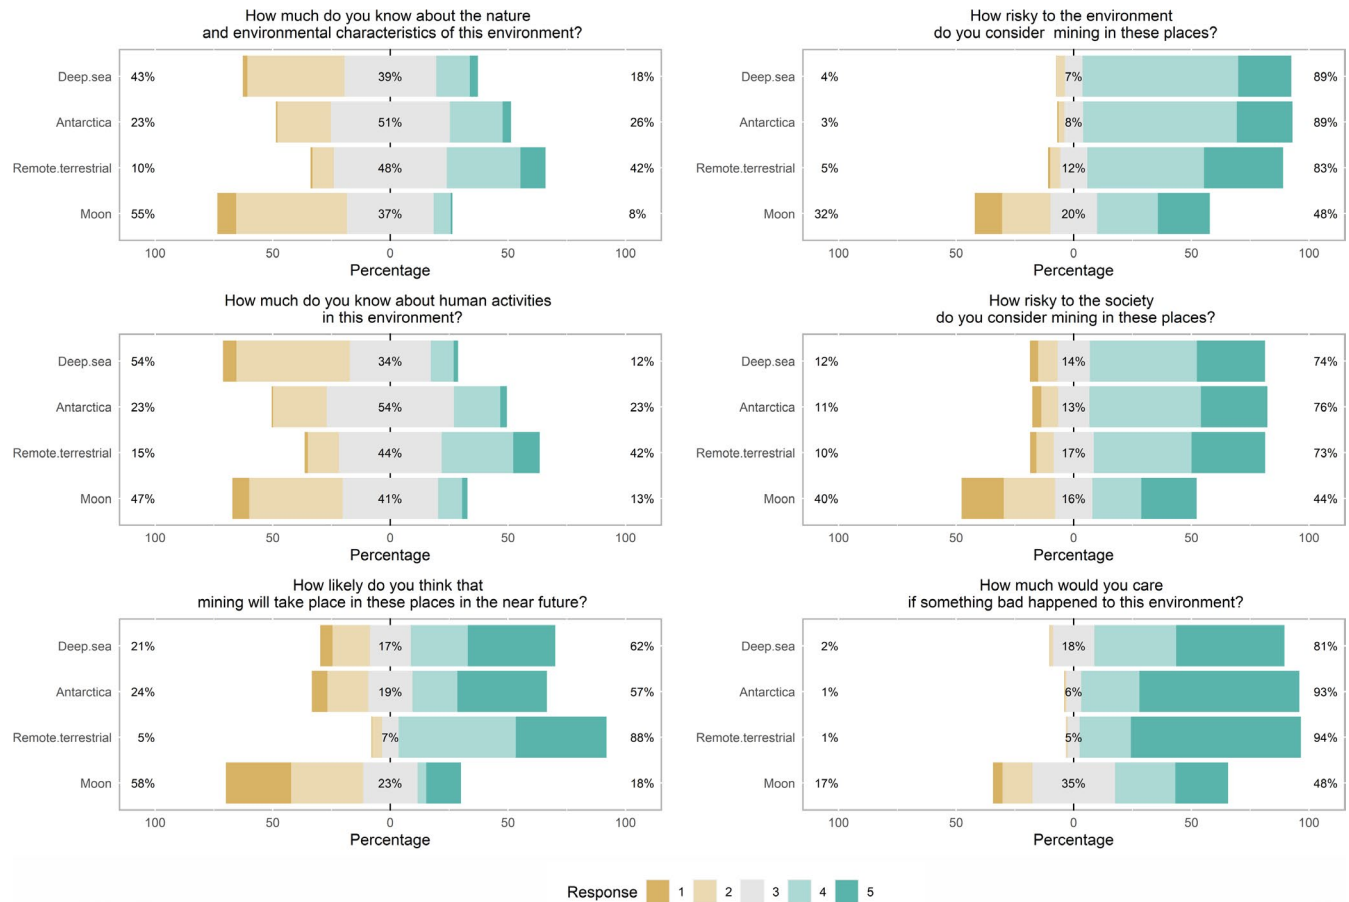 How much do you know about the nature
and environmental characteristics of this environment?
Deep.sea 43% 39% 18%
Antarctica 23% 51% 26%
Remote.terrestrial 10% 48% 42%
Moon 55% 37% 8%
100 50 0 50 100
Percentage
How risky to the environment
do you consider  mining in these places?
Deep.sea 4% 7% 89%
Antarctica 3% 8% 89%
Remote.terrestrial 5% 12% 83%
Moon 32% 20% 48%
100 50 0 50 100
Percentage
How much do you know about human activities
in this environment?
Deep.sea 54% 34% 12%
Antarctica 23% 54% 23%
Remote.terrestrial 15% 44% 42%
Moon 47% 41% 13%
100 50 0 50 100
Percentage
How risky to the society
do you consider mining in these places?
Deep.sea 12% 14% 74%
Antarctica 11% 13% 76%
Remote.terrestrial 10% 17% 73%
Moon 40% 16% 44%
100 50 0 50 100
Percentage
How likely do you think that
mining will take place in these places in the near future?
Deep.sea 21% 17% 62%
Antarctica 24% 19% 57%
Remote.terrestrial 5% 7% 88%
Moon 58% 23% 18%
100 50 0 50 100
Percentage
How much would you care
if something bad happened to this environment?
Deep.sea 2% 18% 81%
Antarctica 1% 6% 93%
Remote.terrestrial 1% 5% 94%
Moon 17% 35% 48%
100 50 0 50 100
Percentage
Response 1 2 3 4 5